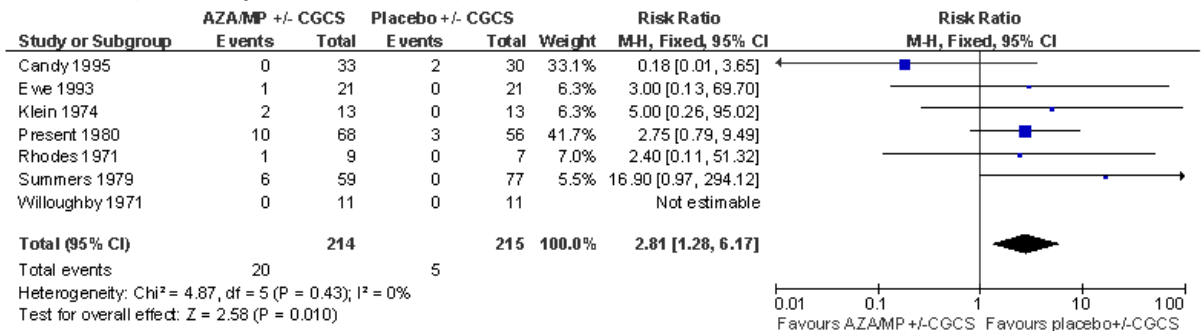 AZA/MP +/- CGCS Placebo +/- CGCS Risk Ratio Risk Ratio
Study or Subgroup Events Total Events Total Weight M-H, Fixed, 95% CI M-H, Fixed, 95% CI
Candy 1995 0 33 2 30 33.1% 0.18 [0.01, 3.65]
Ewe 1993 1 21 0 21 6.3% 3.00 [0.13, 69.70]
Klein 1974 2 13 0 13 6.3% 5.00 [0.26, 95.02]
Present 1980 10 68 3 56 41.7% 2.75 [0.79, 9.49]
Rhodes 1971 1 9 0 7 7.0% 2.40 [0.11, 51.32]
Summers 1979 6 59 0 77 5.5% 16.90 [0.97, 294.12]
Willoughby 1971 0 11 0 11 Not estimable
Total (95% CI) 214 215 100.0% 2.81 [1.28, 6.17]
Total events 20 5
Heterogeneity: Chi² = 4.87, df = 5 (P = 0.43); I² = 0%
Test for overall effect: Z = 2.58 (P = 0.010)
0.01 0.1 1 10 100
Favours AZA/MP +/-CGCS Favours placebo+/-CGCS